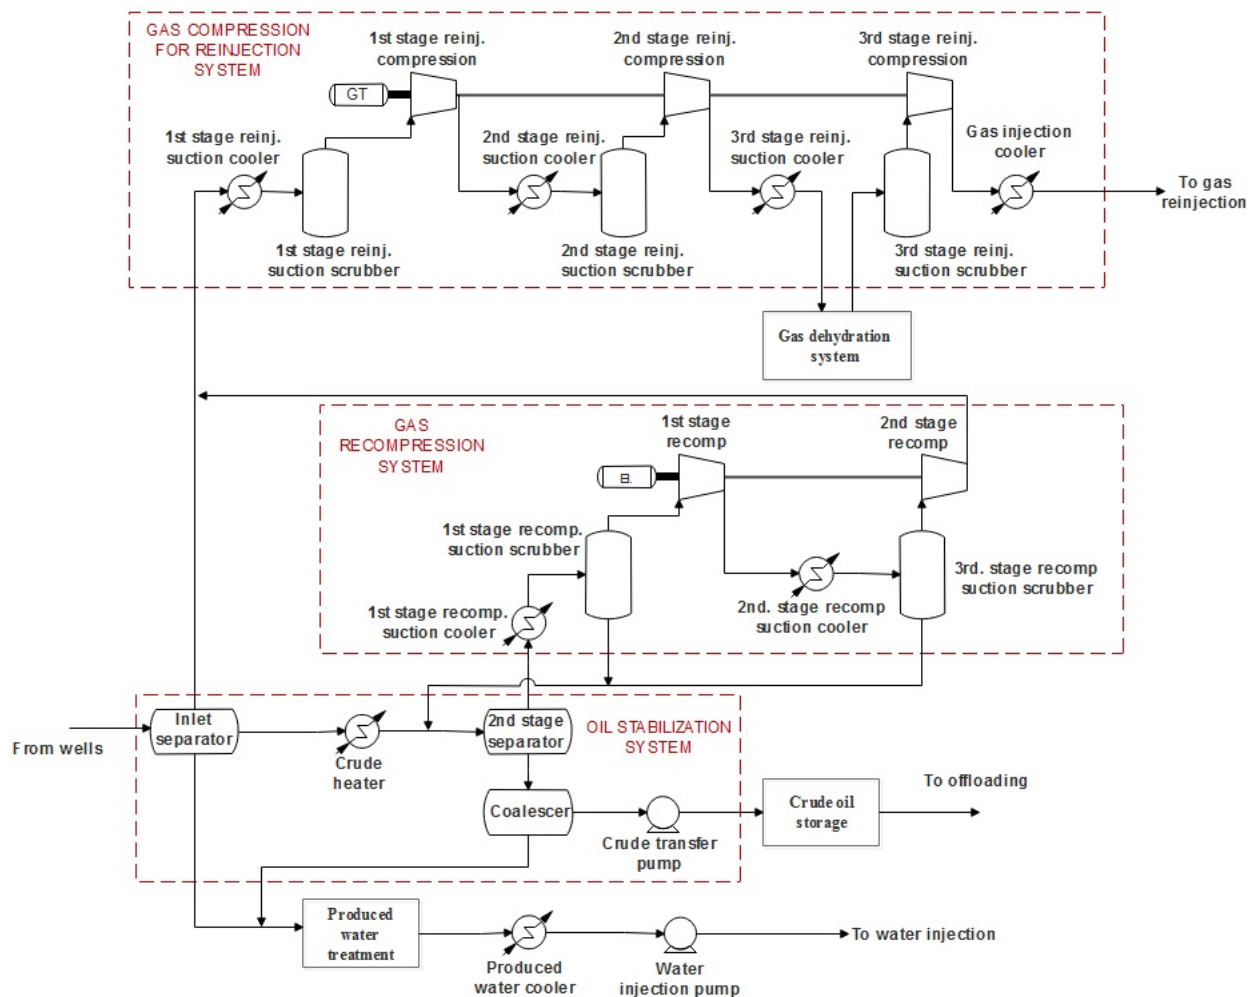 GAS COMPRESSION
FOR REINJECTION
SYSTEM
1st stage reinj.
compression
2nd stage reinj.
compression
3rd stage reinj.
compression
GT
1st stage reinj.
suction cooler
2nd stage reinj.
suction cooler
3rd stage reinj.
suction cooler
Gas injection
cooler
To gas
reinjection
1st stage reinj.
suction scrubber
2nd stage reinj.
suction scrubber
3rd stage reinj.
suction scrubber
Gas dehydration
system
GAS
RECOMPRESSION
SYSTEM
1st stage
recomp
2nd stage
recomp
1st stage recomp.
suction scrubber
3rd. stage recomp
suction scrubber
1st stage recomp.
suction cooler
2nd. stage recomp
suction cooler
Inlet
separator
2nd stage
separator
OIL STABILIZATION
SYSTEM
From wells
Crude
heater
Coalescer
Crude transfer
pump
Crude oil
storage
To offloading
Produced
water
treatment
Produced
water cooler
Water
injection pump
To water injection